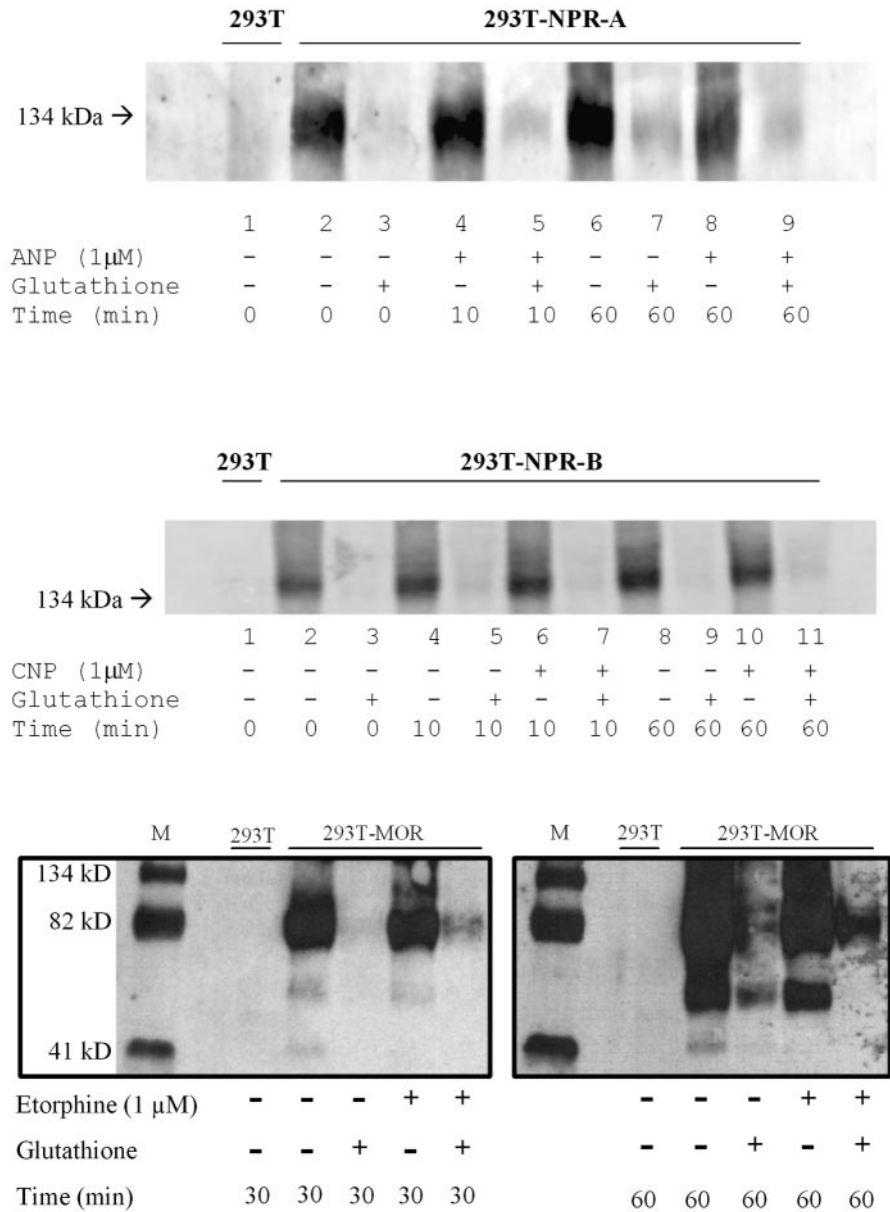 293T 293T-NPR-A
134 kDa →
1 2 3 4 5 6 7 8 9
ANP (1µM) – – – + + – – + +
Glutathione – – + – + – + – +
Time (min) 0 0 0 10 10 60 60 60 60
293T 293T-NPR-B
134 kDa →
1 2 3 4 5 6 7 8 9 10 11
CNP (1µM) – – – – – + + – – + +
Glutathione – – + – + – + – + – +
Time (min) 0 0 0 10 10 10 10 60 60 60 60
M 293T 293T-MOR M 293T 293T-MOR
134 kD
82 kD
41 kD
Etorphine (1 µM) – – – + + – – – + +
Glutathione – – + – + – – + – +
Time (min) 30 30 30 30 30 60 60 60 60 60